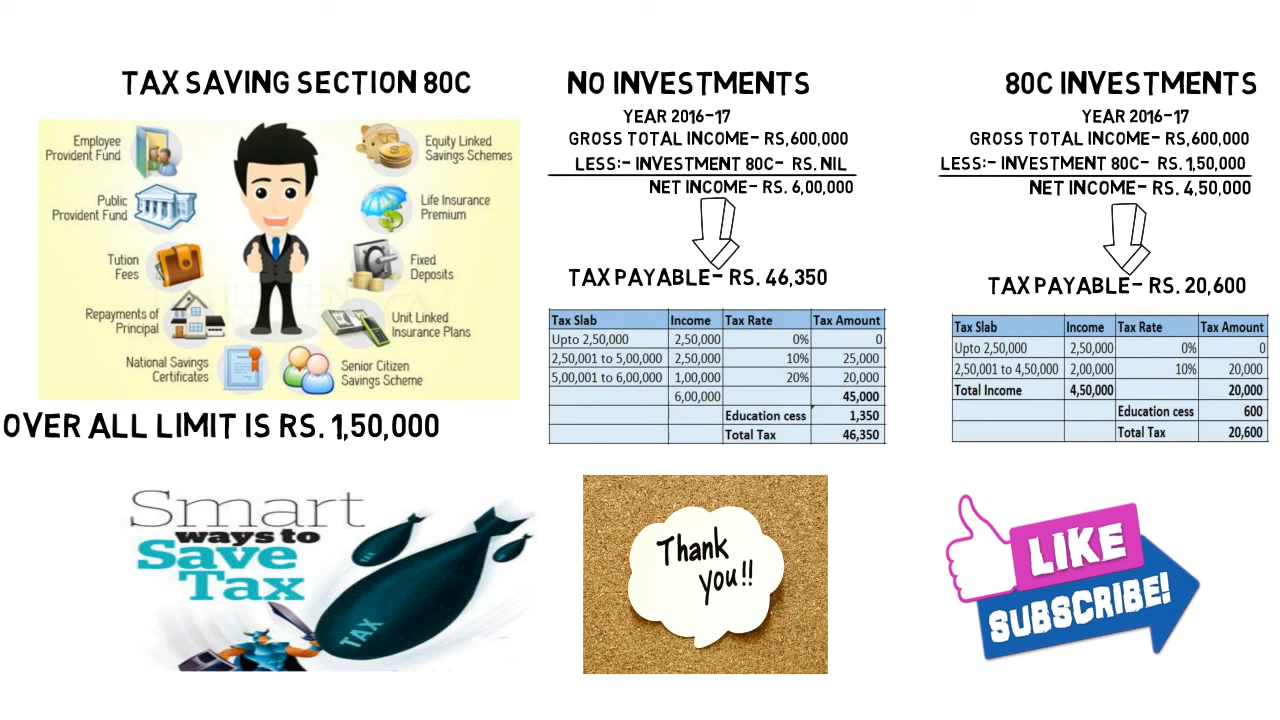 TAX SAVING SECTION 80C
Employee
Provident Fund
Equity Linked
Savings Schemes
Public
Provident Fund
Life Insurance
Premium
Tution
Fees
Fixed
Deposits
Repayments of
Principal
Unit Linked
Insurance Plans
National Savings
Certificates
Senior Citizen
Savings Scheme
OVER ALL LIMIT IS RS. 1,50,000
NO INVESTMENTS
YEAR 2016-17
GROSS TOTAL INCOME- RS,600,000
LESS:- INVESTMENT 80C- RS. NIL
NET INCOME- RS. 6,00,000
TAX PAYABLE- RS. 46,350
Tax Slab Income Tax Rate Tax Amount
Upto 2,50,000 2,50,000 0% 0
2,50,001 to 5,00,000 2,50,000 10% 25,000
5,00,001 to 6,00,000 1,00,000 20% 20,000
6,00,000 45,000
Education cess 1,350
Total Tax 46,350
80C INVESTMENTS
YEAR 2016-17
GROSS TOTAL INCOME- RS,600,000
LESS:- INVESTMENT 80C- RS. 1,50,000
NET INCOME- RS. 4,50,000
TAX PAYABLE- RS. 20,600
Tax Slab Income Tax Rate Tax Amount
Upto 2,50,000 2,50,000 0% 0
2,50,001 to 4,50,000 2,00,000 10% 20,000
Total Income 4,50,000 20,000
Education cess 600
Total Tax 20,600
Smart
ways to
Save
Tax
TAX
TAX
Thank
you!!
LIKE
SUBSCRIBE!